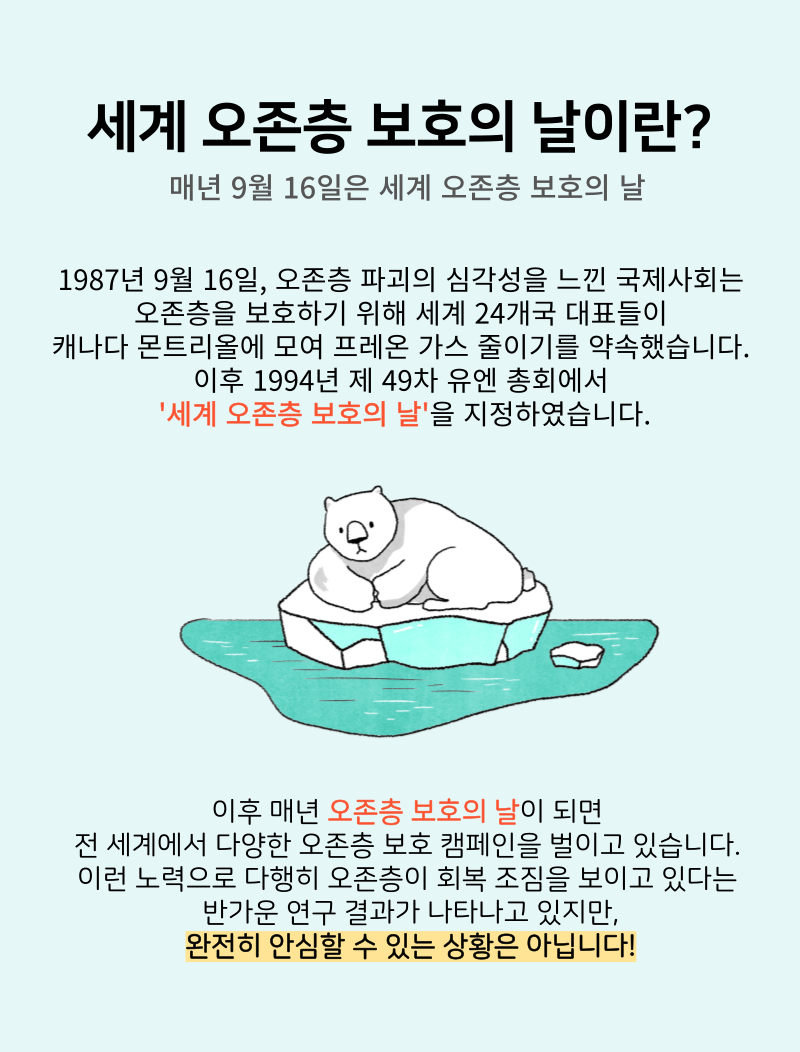 세계 오존층 보호의 날이란?
매년 9월 16일은 세계 오존층 보호의 날
1987년 9월 16일, 오존층 파괴의 심각성을 느낀 국제사회는
오존층을 보호하기 위해 세계 24개국 대표들이
캐나다 몬트리올에 모여 프레온 가스 줄이기를 약속했습니다.
이후 1994년 제 49차 유엔 총회에서
'세계 오존층 보호의 날'을 지정하였습니다.
이후 매년 오존층 보호의 날이 되면
전 세계에서 다양한 오존층 보호 캠페인을 벌이고 있습니다.
이런 노력으로 다행히 오존층이 회복 조짐을 보이고 있다는
반가운 연구 결과가 나타나고 있지만,
완전히 안심할 수 있는 상황은 아닙니다!